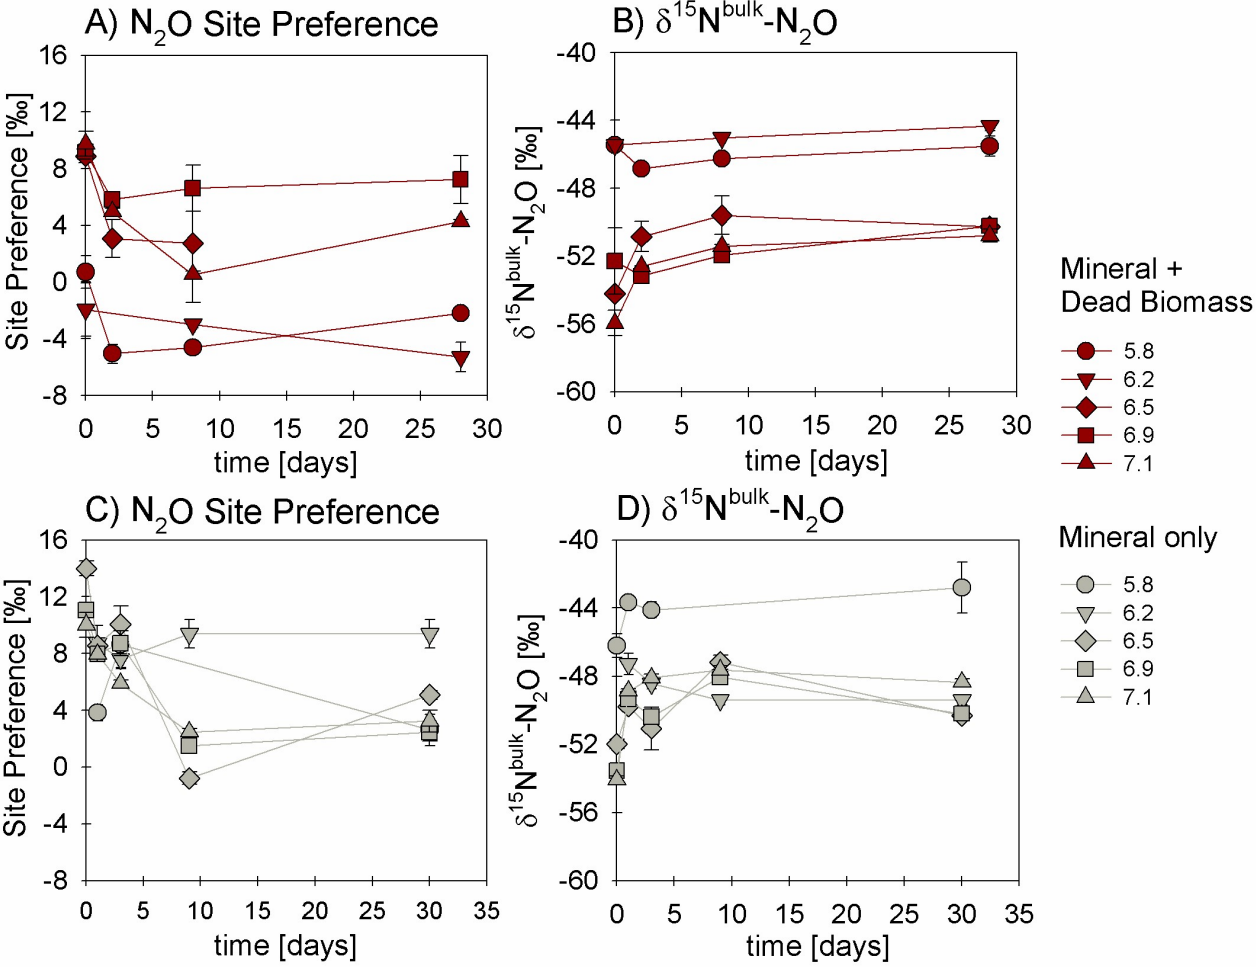 A) N₂O Site Preference
Site Preference [‰]
16
12
8
4
0
-4
-8
0 5 10 15 20 25 30
time [days]
B) δ¹⁵Nᵇᵘˡᵏ-N₂O
δ¹⁵Nᵇᵘˡᵏ-N₂O [‰]
-40
-44
-48
-52
-56
-60
0 5 10 15 20 25 30
time [days]
Mineral +
Dead Biomass
5.8
6.2
6.5
6.9
7.1
C) N₂O Site Preference
Site Preference [‰]
16
12
8
4
0
-4
-8
0 5 10 15 20 25 30 35
time [days]
D) δ¹⁵Nᵇᵘˡᵏ-N₂O
δ¹⁵Nᵇᵘˡᵏ-N₂O [‰]
-40
-44
-48
-52
-56
-60
0 5 10 15 20 25 30 35
time [days]
Mineral only
5.8
6.2
6.5
6.9
7.1